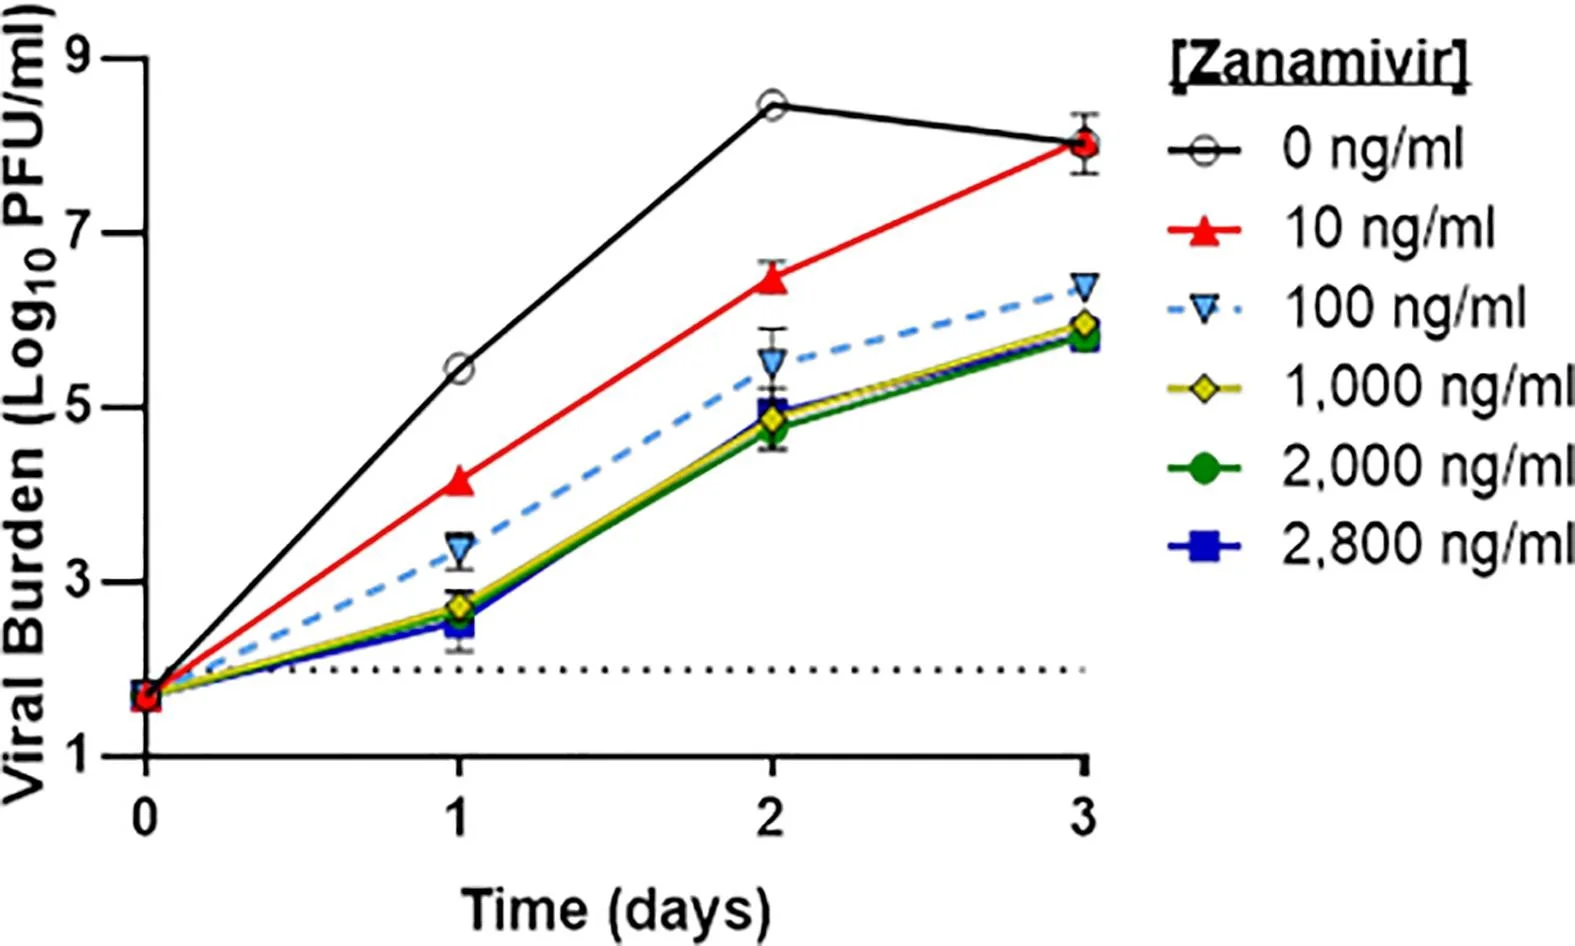 Viral Burden (Log10 PFU/ml)
9
7
5
3
1
0 1 2 3
Time (days)
[Zanamivir]
0 ng/ml
10 ng/ml
100 ng/ml
1,000 ng/ml
2,000 ng/ml
2,800 ng/ml